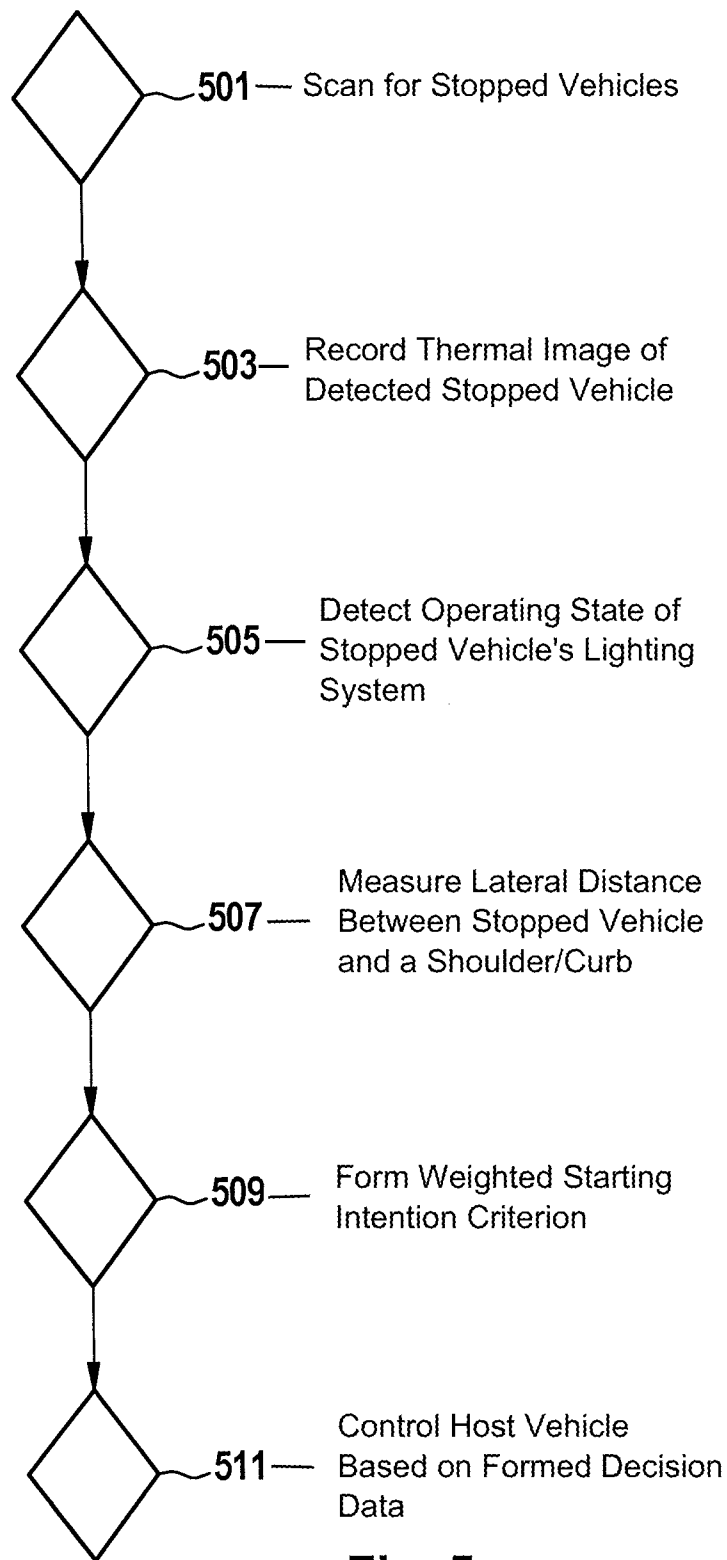 501 Scan for Stopped Vehicles
503 Record Thermal Image of
Detected Stopped Vehicle
505 Detect Operating State of
Stopped Vehicle's Lighting
System
507 Measure Lateral Distance
Between Stopped Vehicle
and a Shoulder/Curb
509 Form Weighted Starting
Intention Criterion
511 Control Host Vehicle
Based on Formed Decision
Data